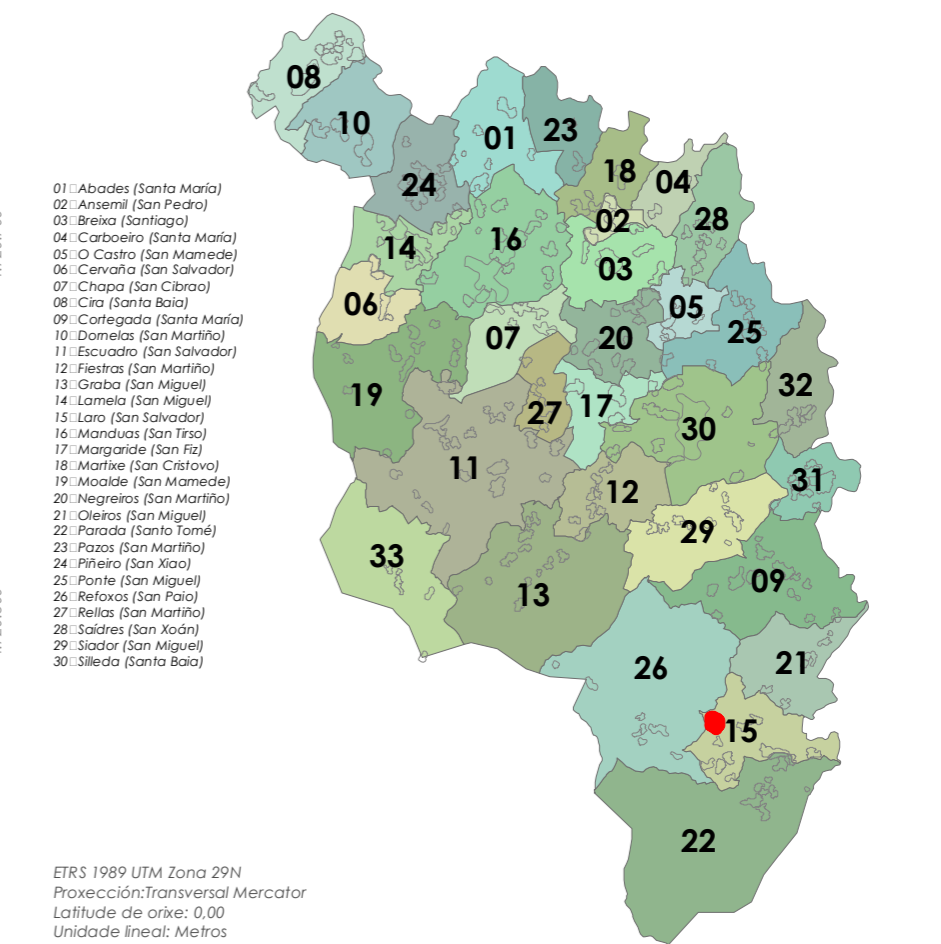 08
10
01
23
18
04
24
01□Abades (Santa María)
02□Ansemil (San Pedro)
03□Breixa (Santiago)
04□Carboeiro (Santa María)
05□O Castro (San Mamede)
06□Cervaña (San Salvador)
07□Chapa (San Cibrao)
08□Cira (Santa Baia)
09□Cortegada (Santa María)
10□Dornelas (San Martiño)
11□Escuadro (San Salvador)
12□Fiestras (San Martiño)
13□Graba (San Miguel)
14□Lamela (San Miguel)
15□Laro (San Salvador)
16□Manduas (San Tirso)
17□Margaride (San Fiz)
18□Martixe (San Cristovo)
19□Moalde (San Mamede)
20□Negreiros (San Martiño)
21□Oleiros (San Miguel)
22□Parada (Santo Tomé)
23□Pazos (San Martiño)
24□Piñeiro (San Xiao)
25□Ponte (San Miguel)
26□Refoxos (San Paio)
27□Rellas (San Martiño)
28□Saídres (San Xoán)
29□Siador (San Miguel)
30□Silleda (Santa Baia)
02
28
14
16
03
06
05
07
20
25
19
32
27
17
30
11
12
31
29
33
13
09
26
21
15
22
ETRS 1989 UTM Zona 29N
Proxección:Transversal Mercator
Latitude de orixe: 0,00
Unidade lineal: Metros